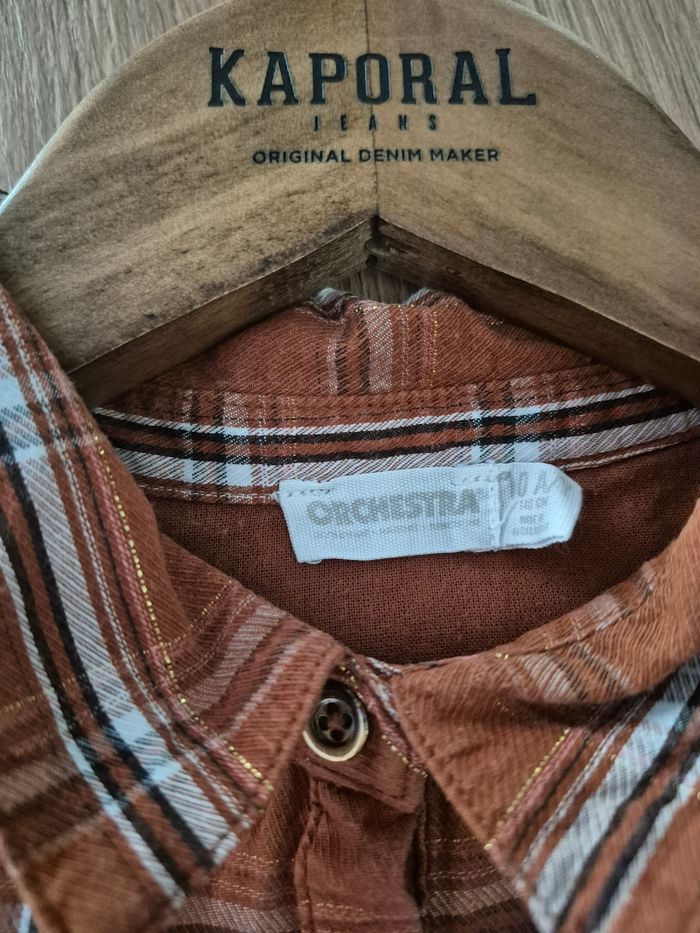 KAPORAL
JEANS
ORIGINAL DENIM MAKER
ORCHESTRA